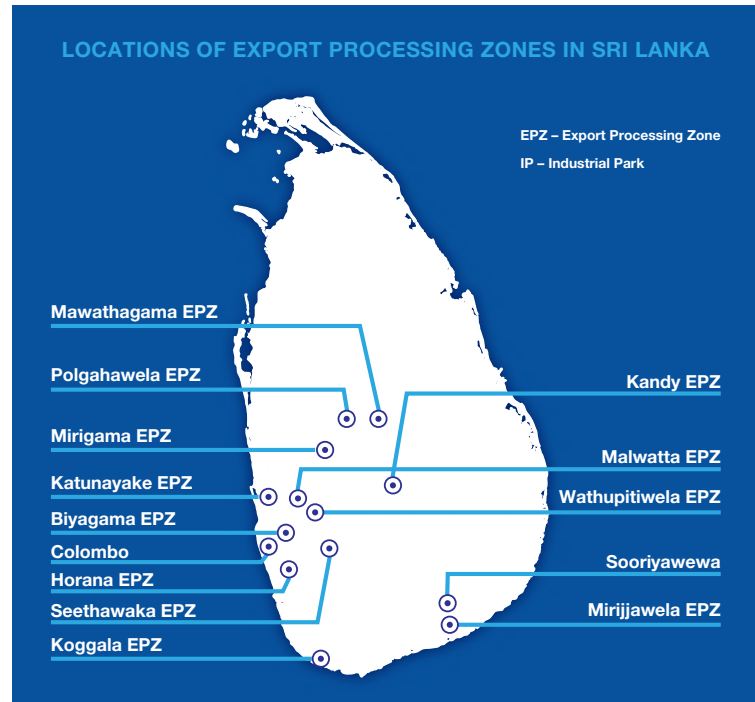 LOCATIONS OF EXPORT PROCESSING ZONES IN SRI LANKA
EPZ – Export Processing Zone
IP – Industrial Park
Mawathagama EPZ
Polgahawela EPZ
Mirigama EPZ
Katunayake EPZ
Biyagama EPZ
Colombo
Horana EPZ
Seethawaka EPZ
Koggala EPZ
Kandy EPZ
Malwatta EPZ
Wathupitiwela EPZ
Sooriyawewa
Mirijjawela EPZ